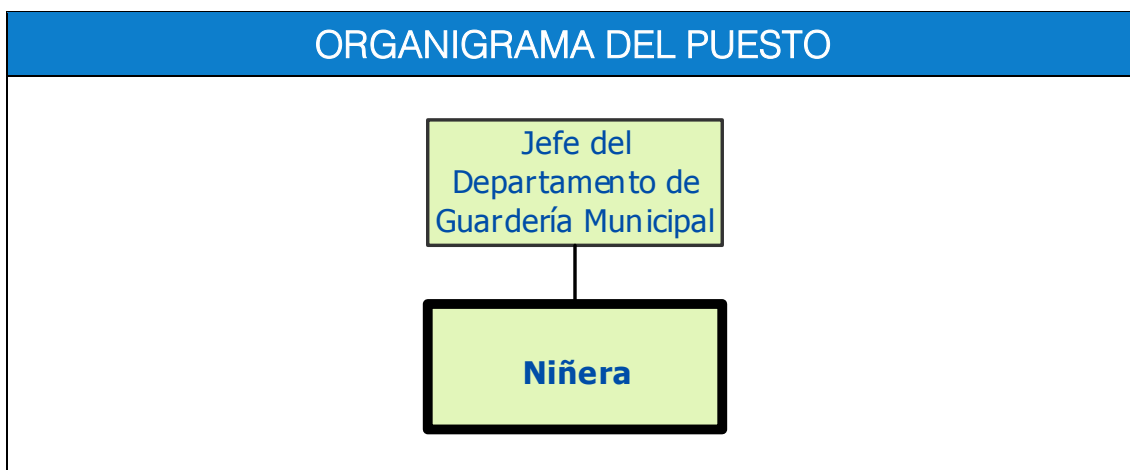 ORGANIGRAMA DEL PUESTO
Jefe del
Departamento de
Guardería Municipal
Niñera